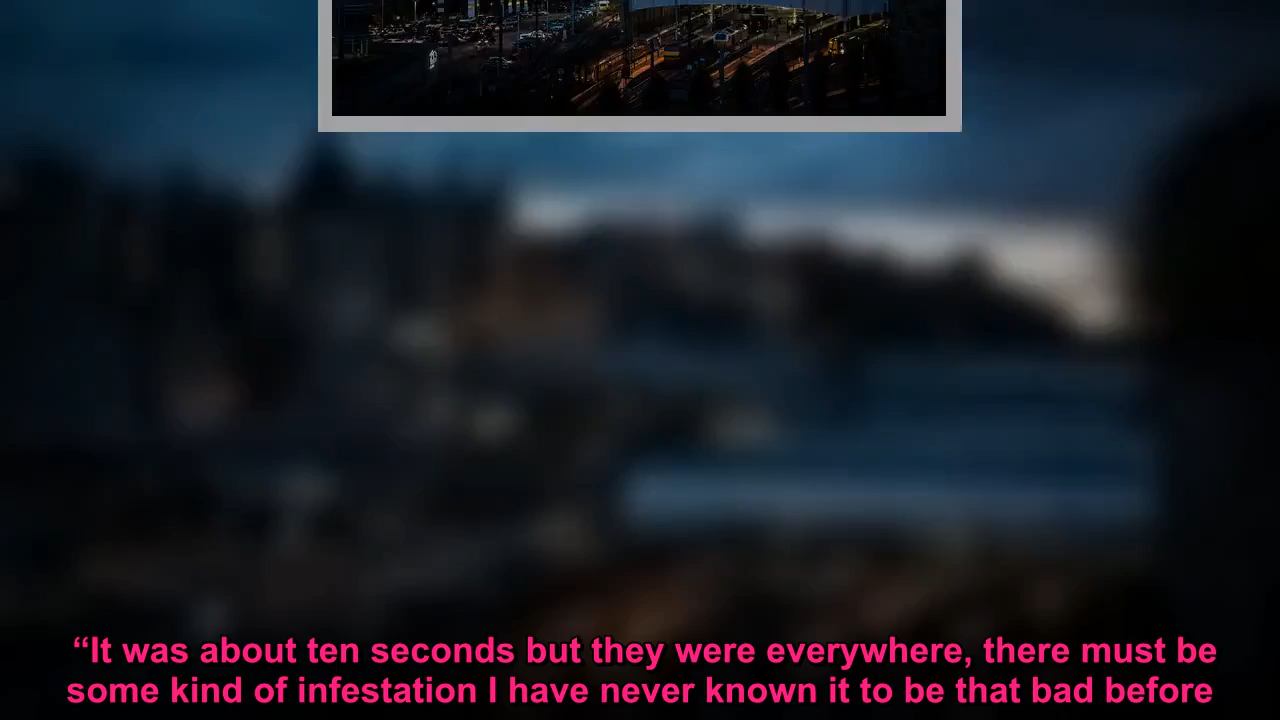 “It was about ten seconds but they were everywhere, there must be
some kind of infestation I have never known it to be that bad before